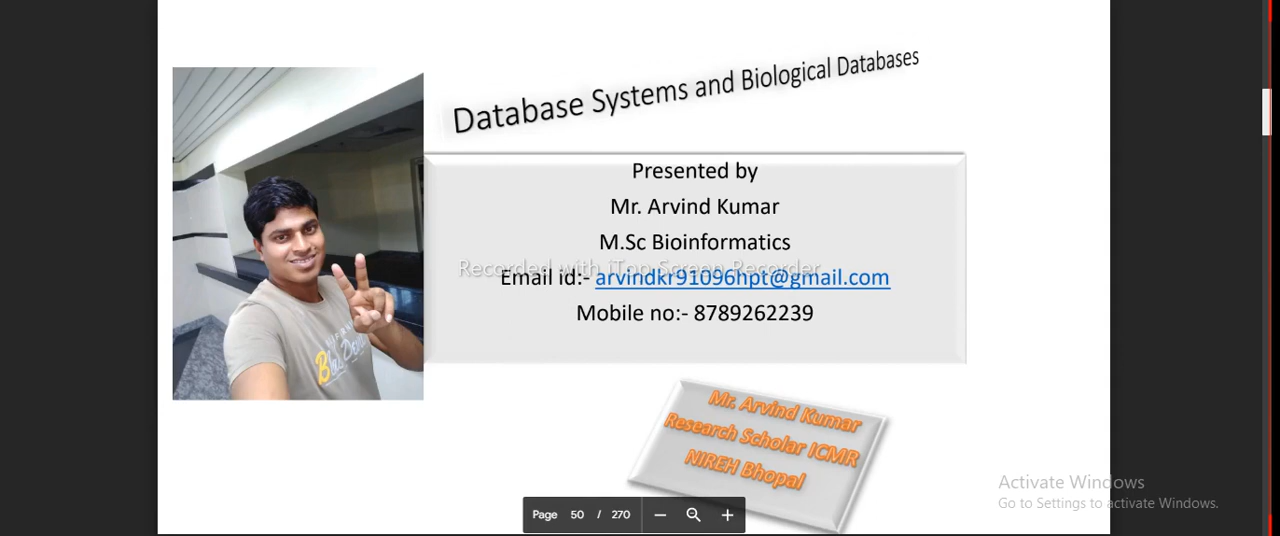 Database Systems and Biological Databases
Presented by
Mr. Arvind Kumar
M.Sc Bioinformatics
Recorded with iTop Screen Recorder
Email id:- arvindkr91096hpt@gmail.com
Mobile no:- 8789262239
Mr. Arvind Kumar
Research Scholar ICMR
NIREH Bhopal
Activate Windows
Go to Settings to activate Windows.
Page 50 / 270